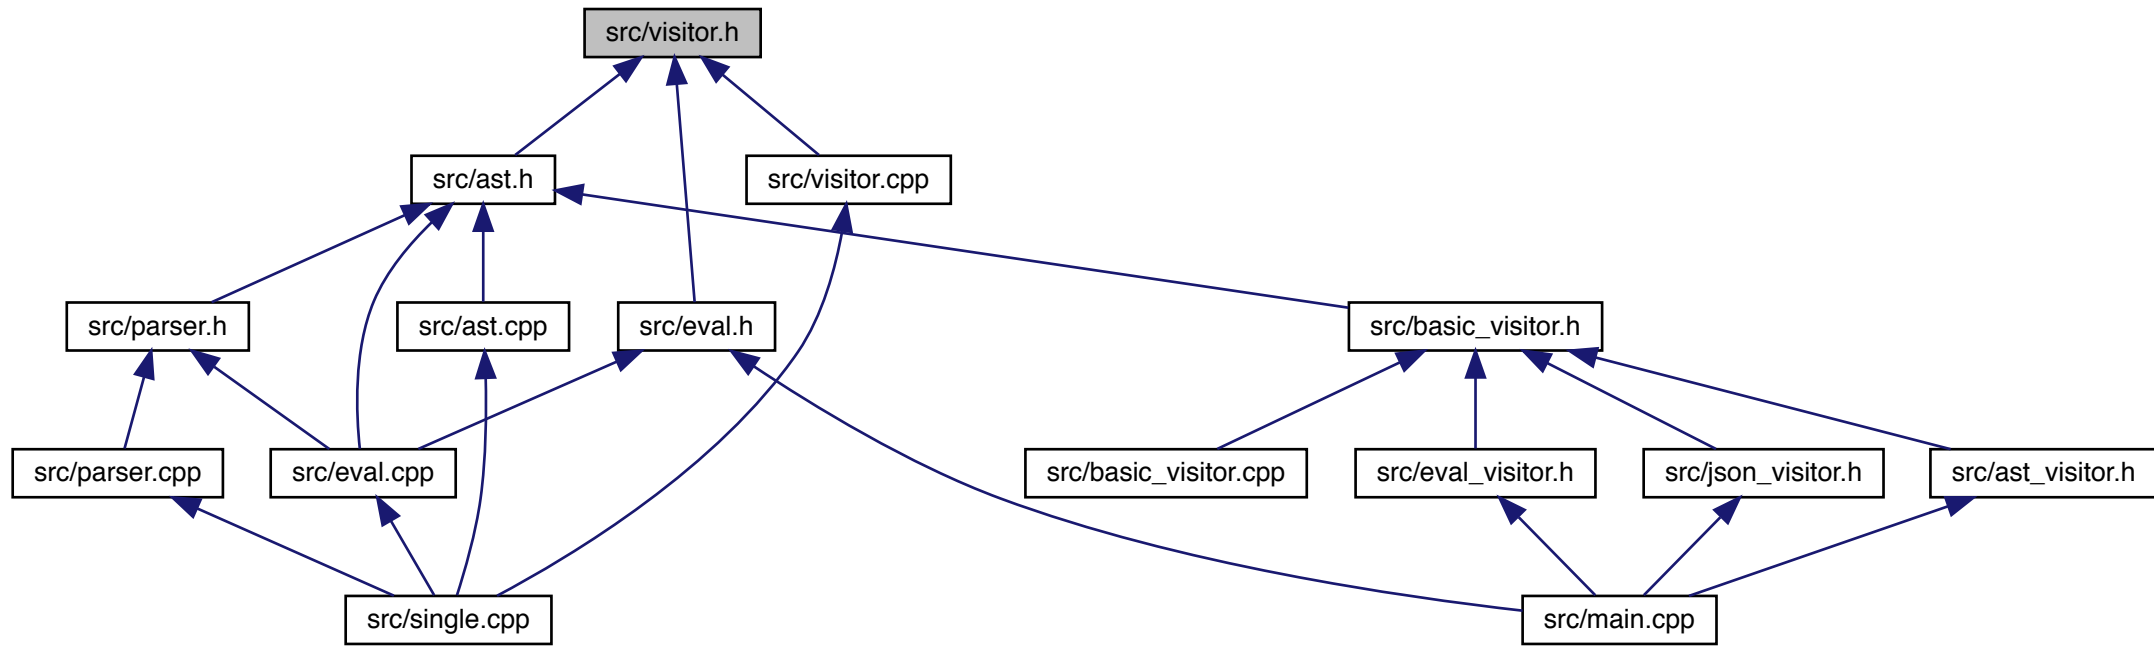 src/visitor.h
src/ast.h
src/visitor.cpp
src/parser.h
src/ast.cpp
src/eval.h
src/basic_visitor.h
src/parser.cpp
src/eval.cpp
src/basic_visitor.cpp
src/eval_visitor.h
src/json_visitor.h
src/ast_visitor.h
src/single.cpp
src/main.cpp